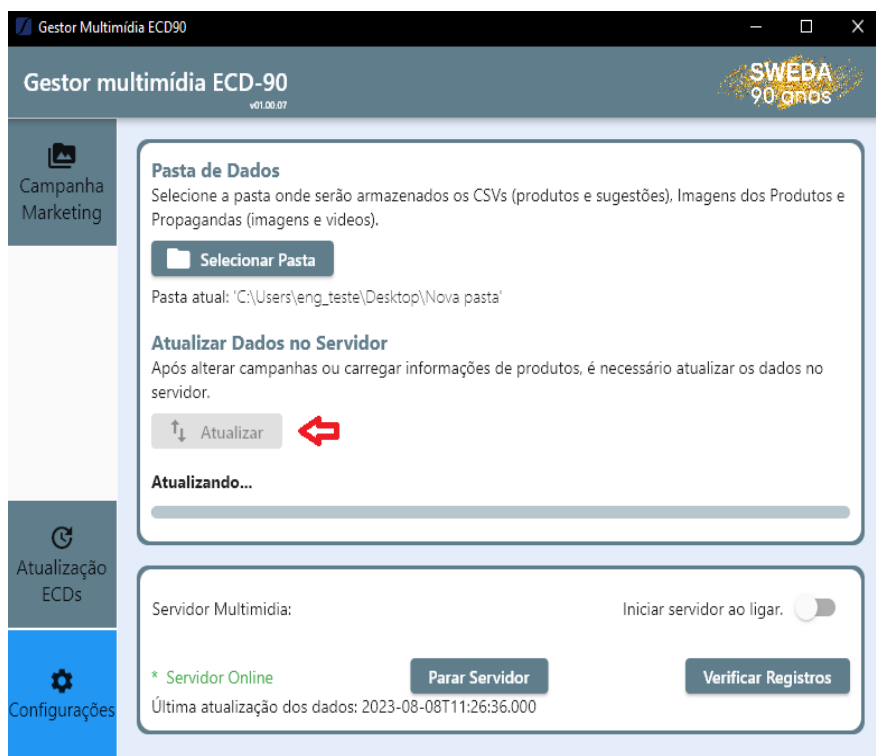 Gestor Multimídia ECD90
Gestor multimídia ECD-90
v01.00.07
SWEDA
90 anos
Campanha
Marketing
Pasta de Dados
Selecione a pasta onde serão armazenados os CSVs (produtos e sugestões), Imagens dos Produtos e
Propagandas (imagens e videos).
Selecionar Pasta
Pasta atual: 'C:\Users\eng_teste\Desktop\Nova pasta'
Atualizar Dados no Servidor
Após alterar campanhas ou carregar informações de produtos, é necessário atualizar os dados no
servidor.
Atualizar
Atualizando...
Atualização
ECDs
Servidor Multimidia:
Iniciar servidor ao ligar.
* Servidor Online
Parar Servidor
Verificar Registros
Última atualização dos dados: 2023-08-08T11:26:36.000
Configurações